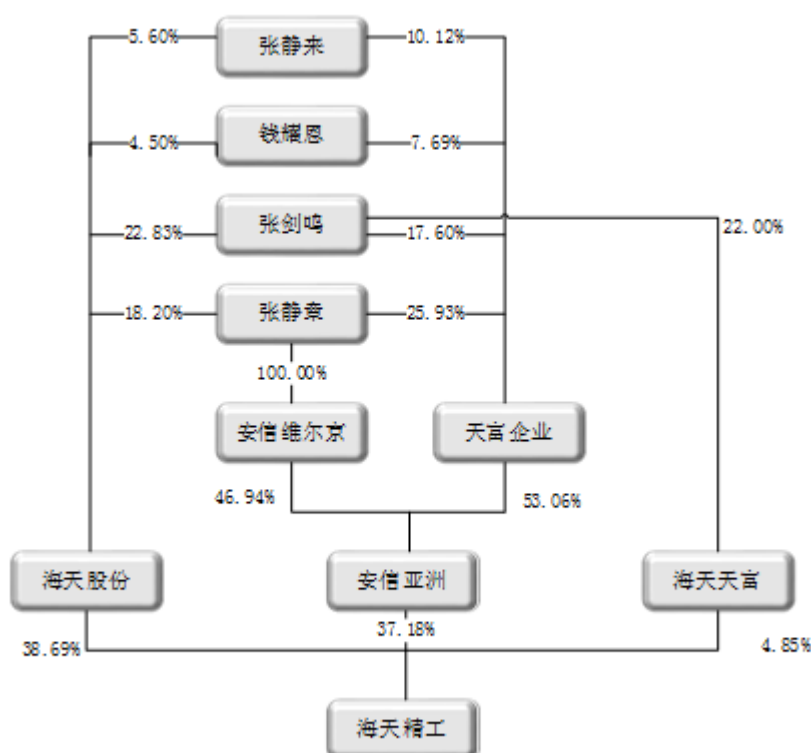 5.60% 张静来 10.12%
4.50% 钱耀恩 7.69%
22.83% 张剑鸣 17.60% 22.00%
18.20% 张静章 25.93%
100.00%
安信维尔京 天富企业
46.94% 53.06%
海天股份 安信亚洲 海天天富
38.69% 37.18% 4.85%
海天精工